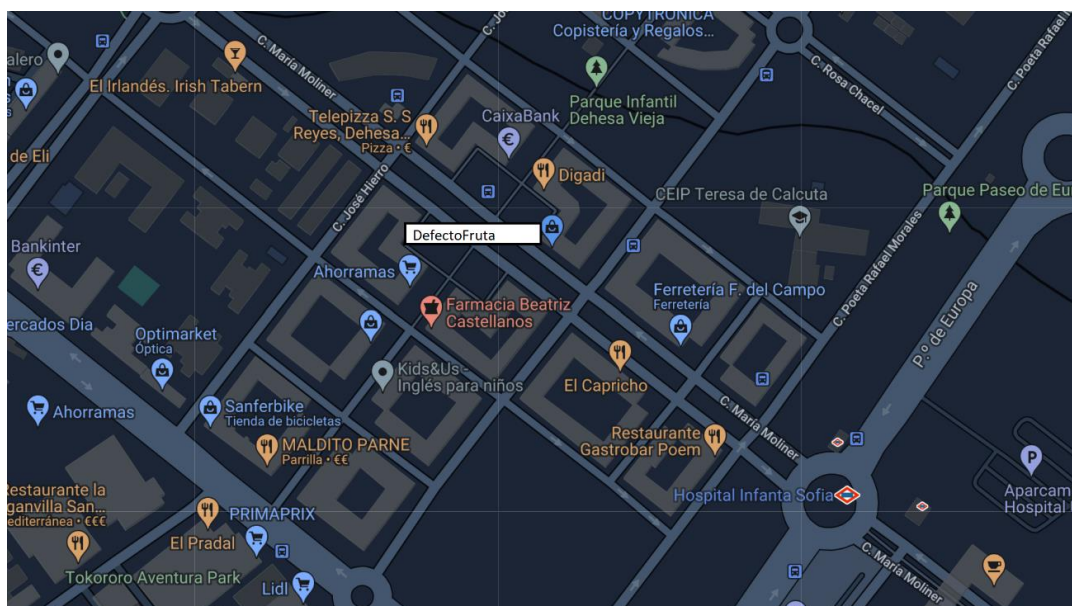 COPYTRONICA
Copistería y Regalos...
C. José
C. María Moliner
El Irlandés. Irish Tabern
C. Rosa Chacel
C. Poeta Rafael
Telepizza S. S
Reyes, Dehesa...
Pizza • €
CaixaBank
Parque Infantil
Dehesa Vieja
de Eli
Digadi
C. José Hierro
CEIP Teresa de Calcuta
Parque Paseo de Eu
DefectoFruta
Bankinter
Ahorramas
C. Poeta Rafael Morales
Ferretería F. del Campo
Ferretería
Farmacia Beatriz
Castellanos
P.º de Europa
ercados Dia
Optimarket
Óptica
Kids&Us -
Inglés para niños
El Capricho
Ahorramas
Sanferbike
Tienda de bicicletas
C. María Moliner
MALDITO PARNE
Parrilla • €€
Restaurante
Gastrobar Poem
P
Restaurante la
ganvilla San...
editerránea • €€€
Hospital Infanta Sofía
Aparcam
Hospital
PRIMAPRIX
El Pradal
C. María Moliner
Tokororo Aventura Park
Lidl